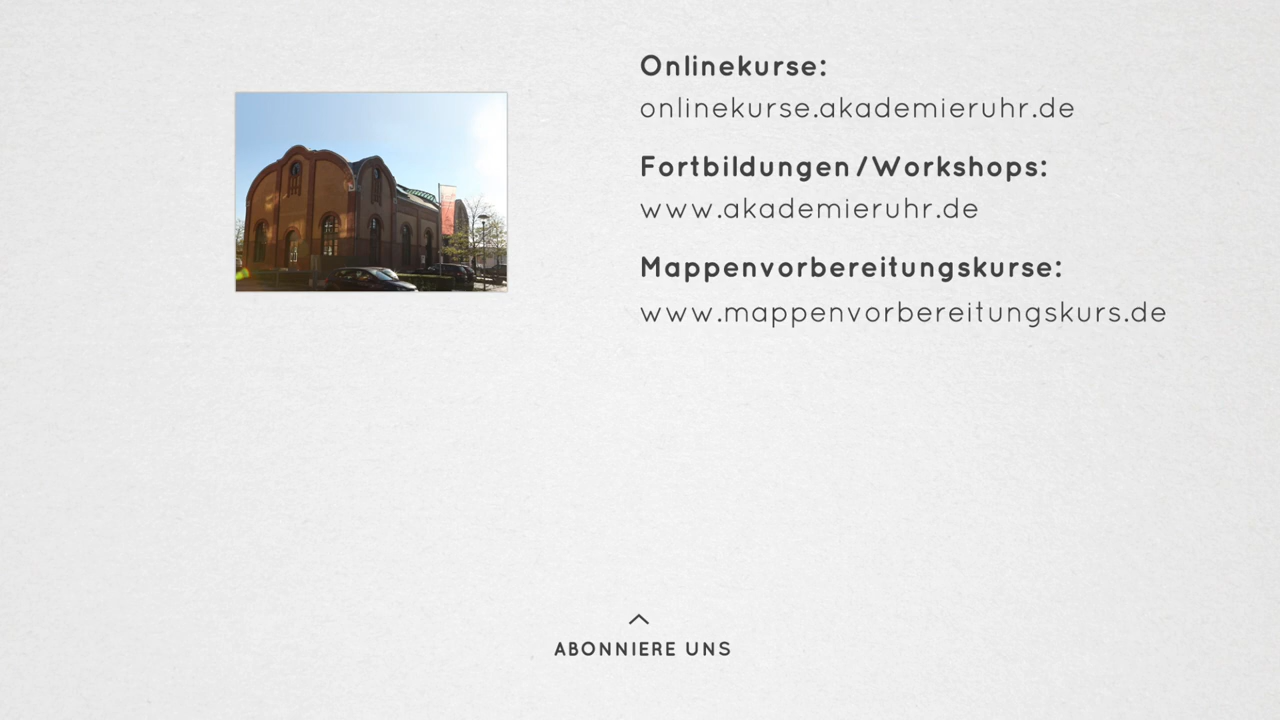 Onlinekurse:
onlinekurse.akademieruhr.de
Fortbildungen/Workshops:
www.akademieruhr.de
Mappenvorbereitungskurse:
www.mappenvorbereitungskurs.de
ABONNIERE UNS